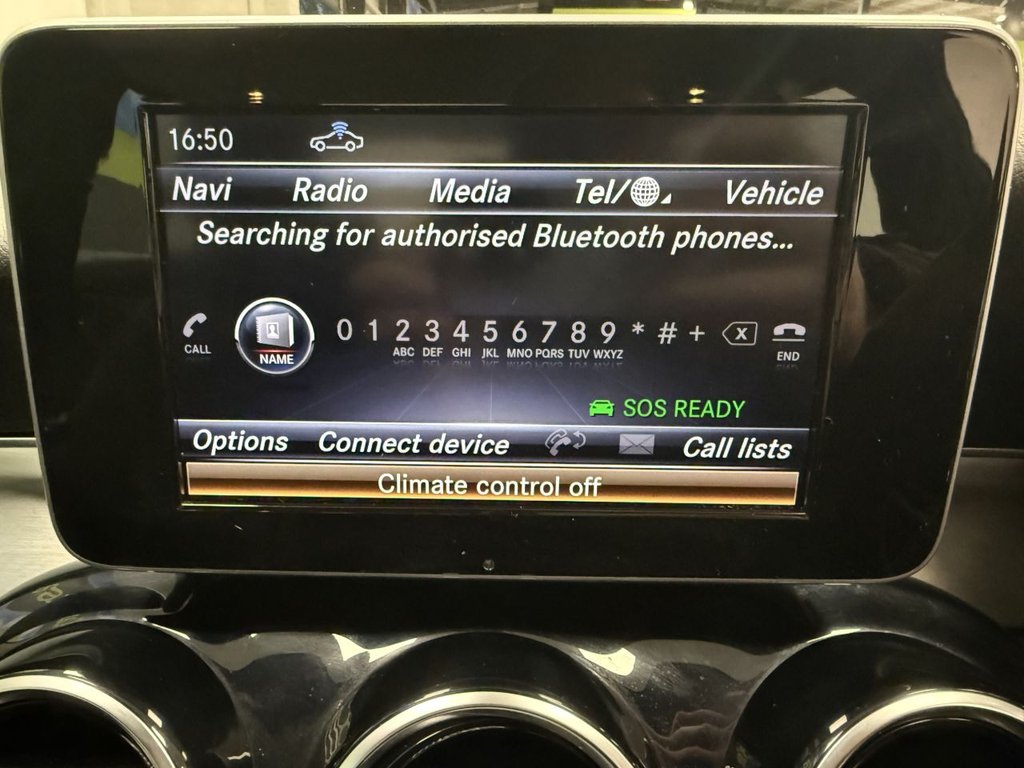 16:50
Navi Radio Media Tel/ Vehicle
Searching for authorised Bluetooth phones...
CALL NAME 0 1 2 3 4 5 6 7 8 9 * # + X END
ABC DEF GHI JKL MNO PQRS TUV WXYZ
SOS READY
Options Connect device Call lists
Climate control off